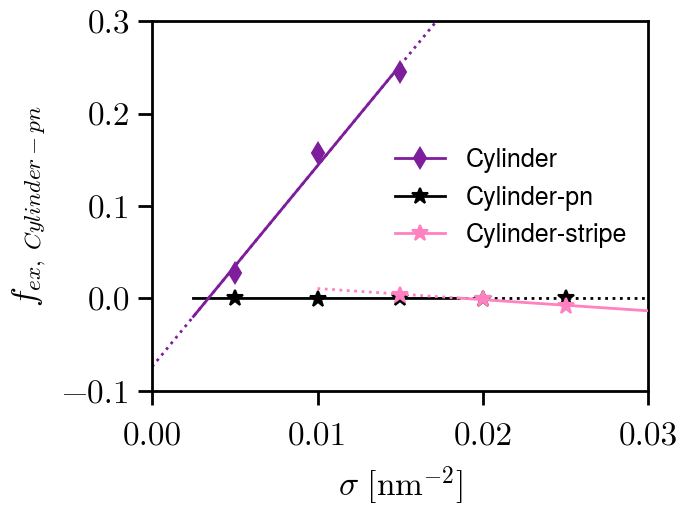 0.3
0.2
0.1
0.0
−0.1
f_{ex, Cylinder−pn}
Cylinder
Cylinder-pn
Cylinder-stripe
0.00 0.01 0.02 0.03
σ [nm^{−2}]